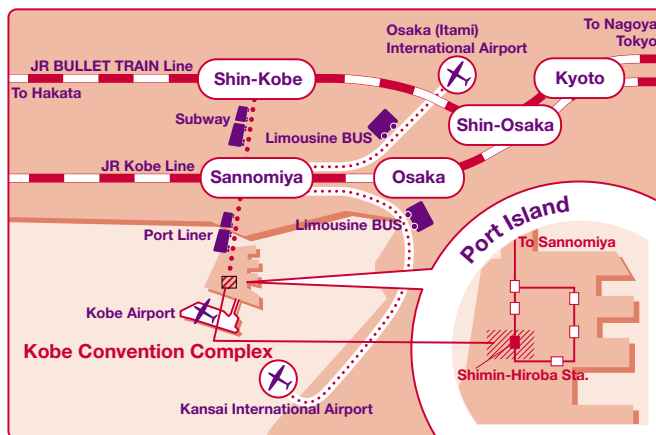 Osaka (Itami)
International Airport
To Nagoya
Tokyo
JR BULLET TRAIN Line
Shin-Kobe
Kyoto
To Hakata
Subway
Limousine BUS
Shin-Osaka
JR Kobe Line
Sannomiya
Osaka
Port Liner
Limousine BUS
Port Island
To Sannomiya
Kobe Airport
Kobe Convention Complex
Shimin-Hiroba Sta.
Kansai International Airport